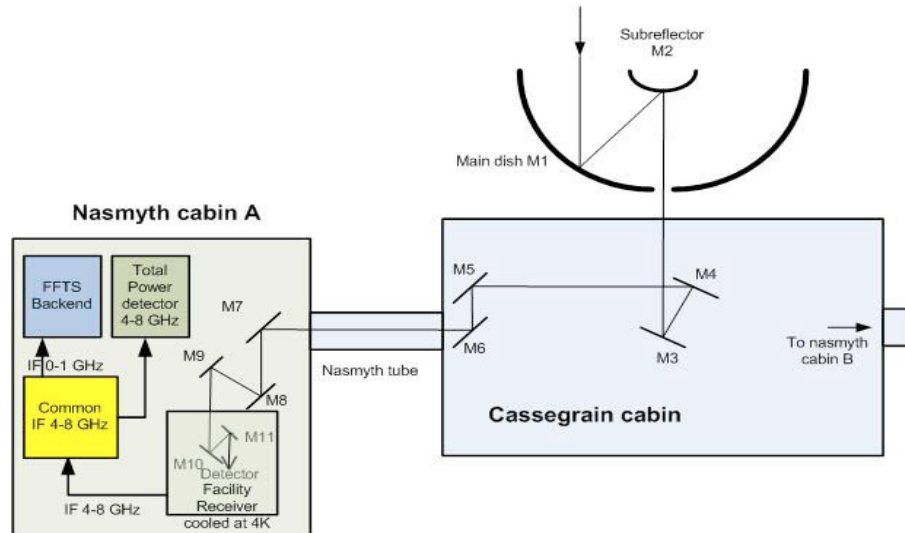 Subreflector
M2
Main dish M1
Nasmyth cabin A
FFTS
Backend
Total
Power
detector
4-8 GHz
M7
M5
M4
M6
M3
To nasmyth
cabin B
Nasmyth tube
M9
IF 0-1 GHz
M8
Common
IF 4-8 GHz
Cassegrain cabin
M11
M10
Detector
Facility
Receiver
cooled at 4K
IF 4-8 GHz